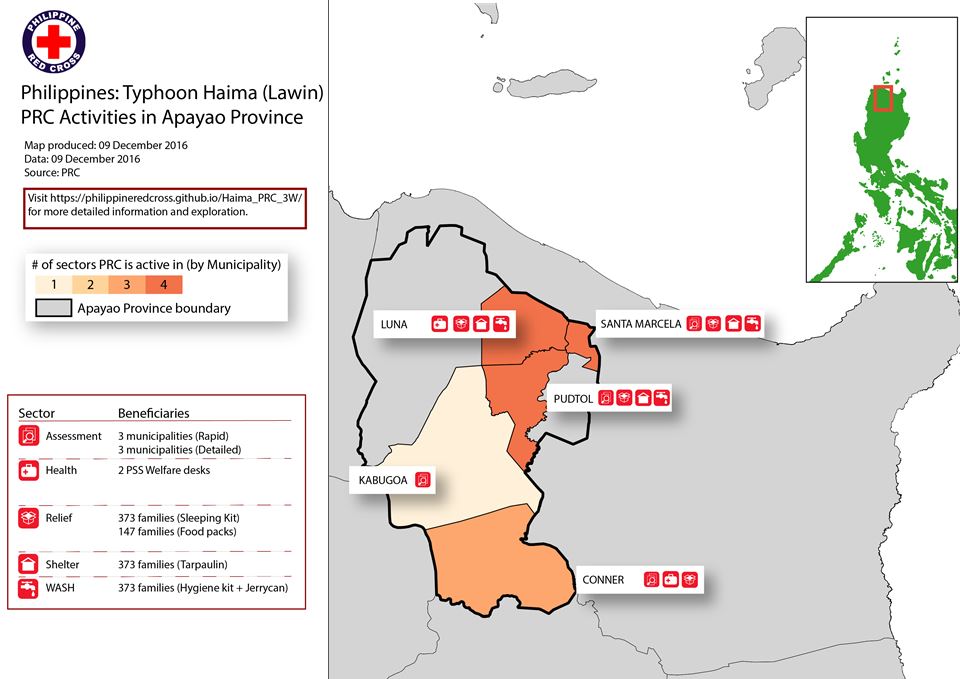 PHILIPPINE
RED CROSS
Philippines: Typhoon Haima (Lawin)
PRC Activities in Apayao Province
Map produced: 09 December 2016
Data: 09 December 2016
Source: PRC
Visit https://philippineredcross.github.io/Haima_PRC_3W/
for more detailed information and exploration.
# of sectors PRC is active in (by Municipality)
1 2 3 4
Apayao Province boundary
Sector Beneficiaries
Assessment 3 municipalities (Rapid)
3 municipalities (Detailed)
Health 2 PSS Welfare desks
Relief 373 families (Sleeping Kit)
147 families (Food packs)
Shelter 373 families (Tarpaulin)
WASH 373 families (Hygiene kit + Jerrycan)
LUNA
SANTA MARCELA
PUDTOL
KABUGOA
CONNER